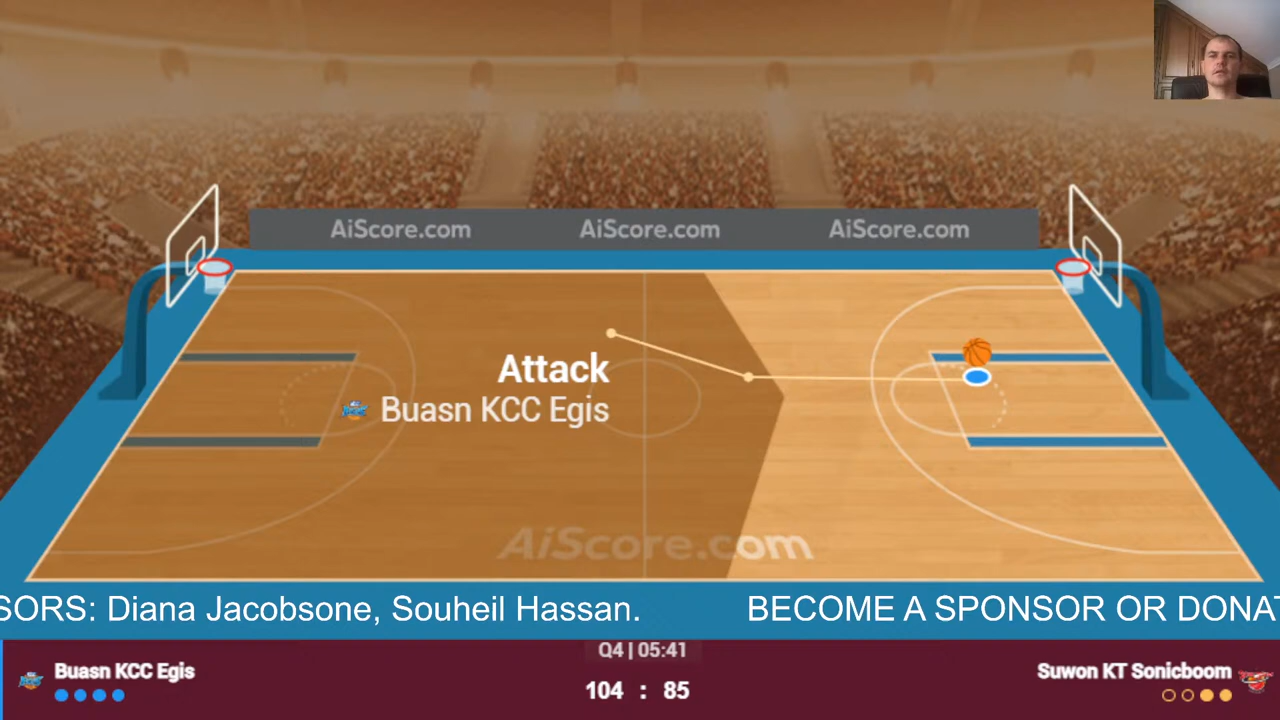 AiScore.com AiScore.com AiScore.com
Attack
Buasn KCC Egis
AiScore.com
SORS: Diana Jacobsone, Souheil Hassan. BECOME A SPONSOR OR DONAT
Q4 | 05:41
Buasn KCC Egis
104 : 85
Suwon KT Sonicboom